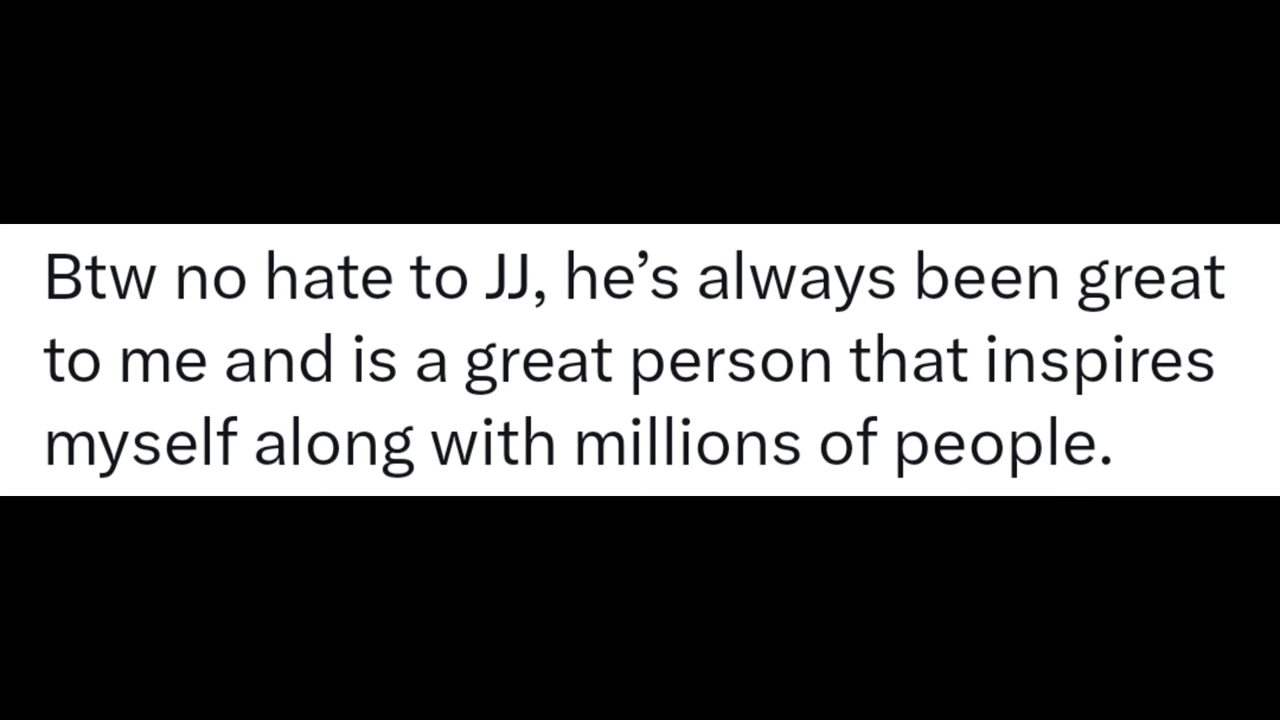 Btw no hate to JJ, he’s always been great
to me and is a great person that inspires
myself along with millions of people.